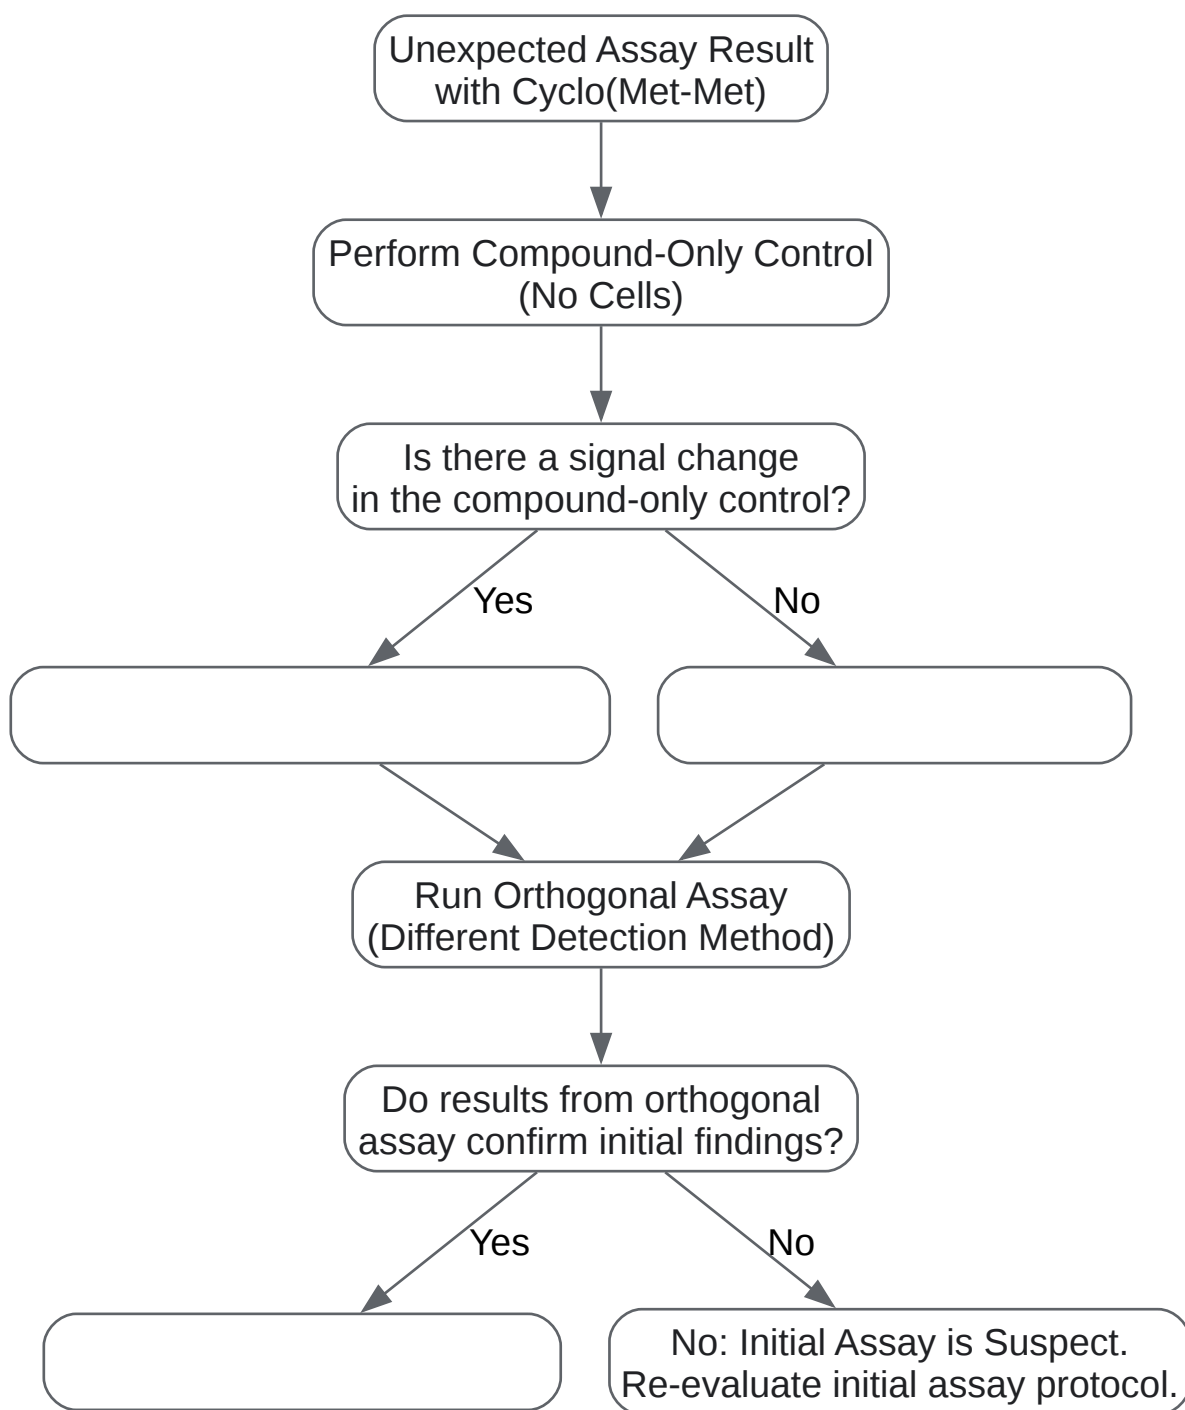 Unexpected Assay Result
with Cyclo(Met-Met)
Perform Compound-Only Control
(No Cells)
Is there a signal change
in the compound-only control?
Yes
No
Run Orthogonal Assay
(Different Detection Method)
Do results from orthogonal
assay confirm initial findings?
Yes
No
No: Initial Assay is Suspect.
Re-evaluate initial assay protocol.